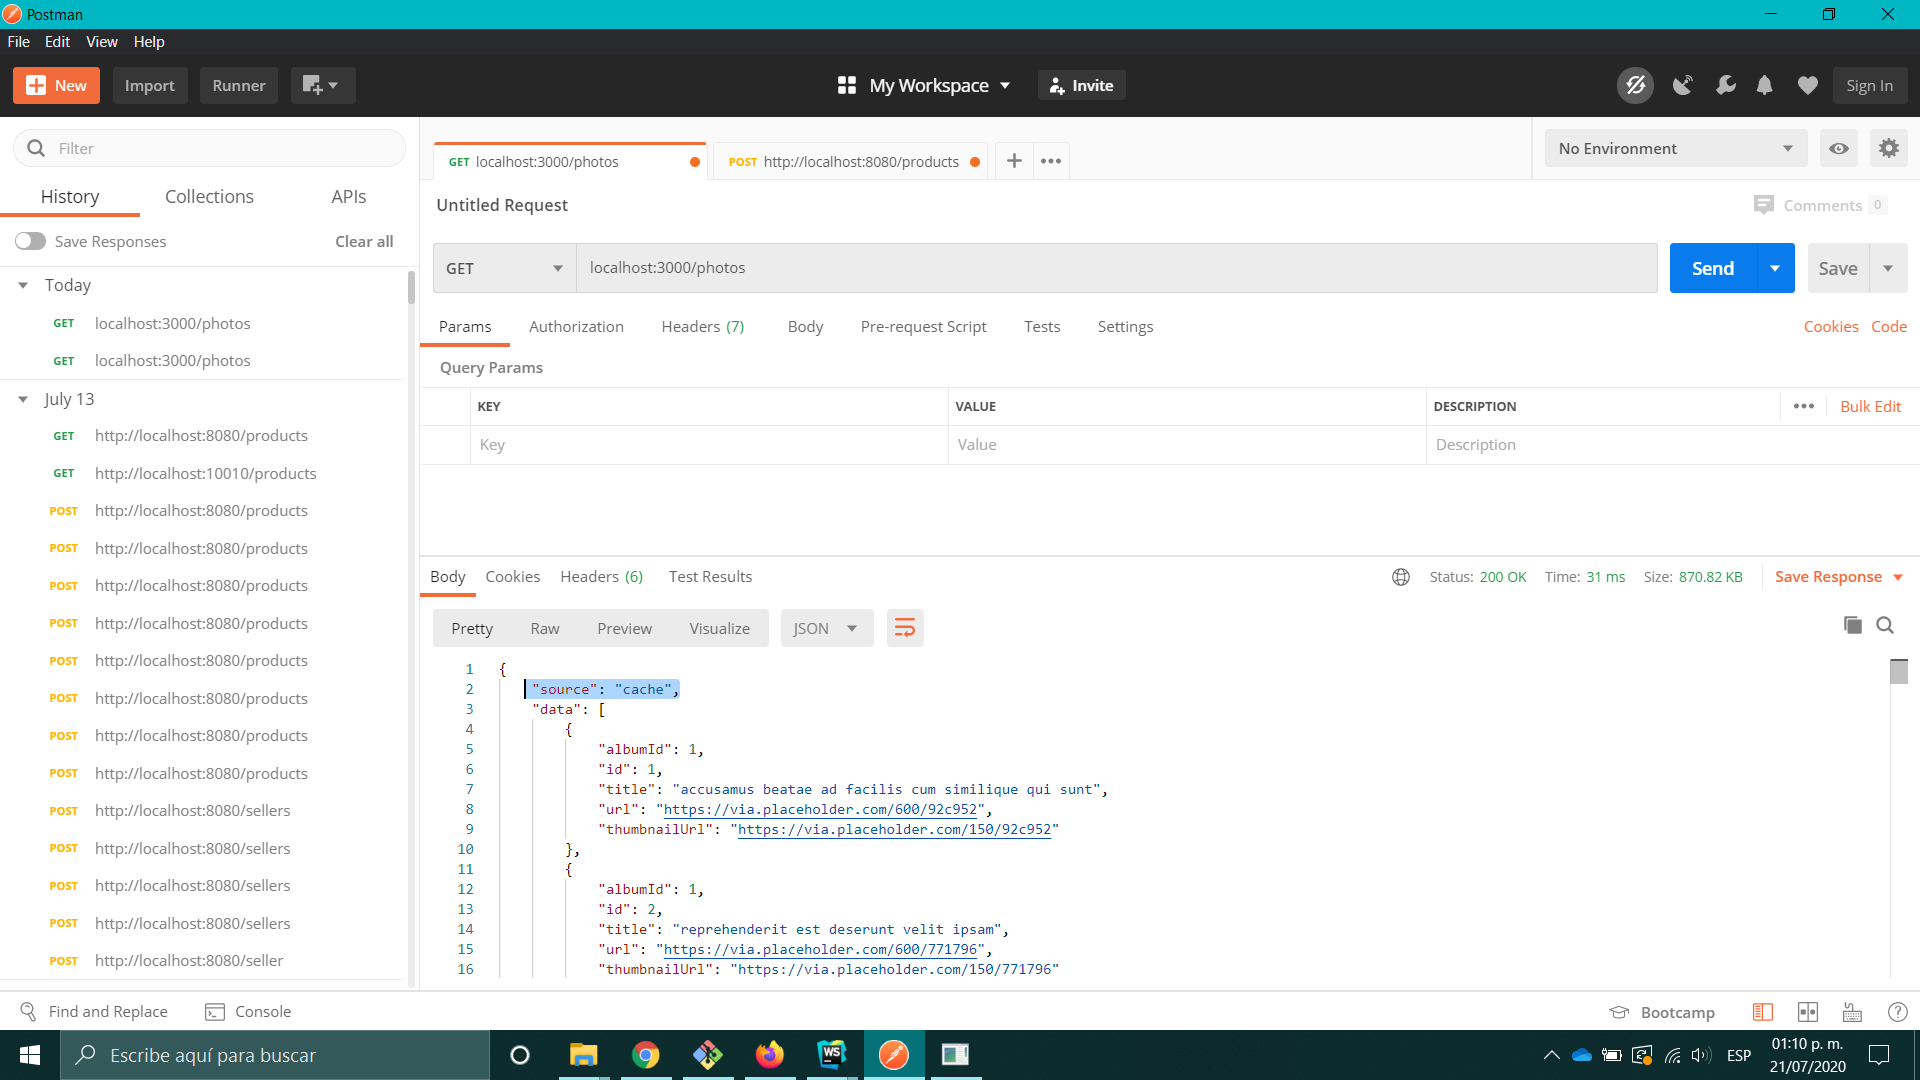 Postman
File Edit View Help
New Import Runner My Workspace Invite Sign In
Filter
History Collections APIs
Save Responses Clear all
Today
GET localhost:3000/photos
GET localhost:3000/photos
July 13
GET http://localhost:8080/products
GET http://localhost:10010/products
POST http://localhost:8080/products
POST http://localhost:8080/products
POST http://localhost:8080/products
POST http://localhost:8080/products
POST http://localhost:8080/products
POST http://localhost:8080/products
POST http://localhost:8080/products
POST http://localhost:8080/products
POST http://localhost:8080/sellers
POST http://localhost:8080/sellers
POST http://localhost:8080/sellers
POST http://localhost:8080/sellers
POST http://localhost:8080/seller
GET localhost:3000/photos POST http://localhost:8080/products No Environment
Untitled Request Comments 0
GET localhost:3000/photos Send Save
Params Authorization Headers (7) Body Pre-request Script Tests Settings Cookies Code
Query Params
KEY VALUE DESCRIPTION Bulk Edit
Key Value Description
Body Cookies Headers (6) Test Results Status: 200 OK Time: 31 ms Size: 870.82 KB Save Response
Pretty Raw Preview Visualize JSON
1 {
2 "source": "cache",
3 "data": [
4 {
5 "albumId": 1,
6 "id": 1,
7 "title": "accusamus beatae ad facilis cum similique qui sunt",
8 "url": "https://via.placeholder.com/600/92c952",
9 "thumbnailUrl": "https://via.placeholder.com/150/92c952"
10 },
11 {
12 "albumId": 1,
13 "id": 2,
14 "title": "reprehenderit est deserunt velit ipsam",
15 "url": "https://via.placeholder.com/600/771796",
16 "thumbnailUrl": "https://via.placeholder.com/150/771796"
Find and Replace Console Bootcamp
Escribe aquí para buscar WS ESP 01:10 p. m.
21/07/2020